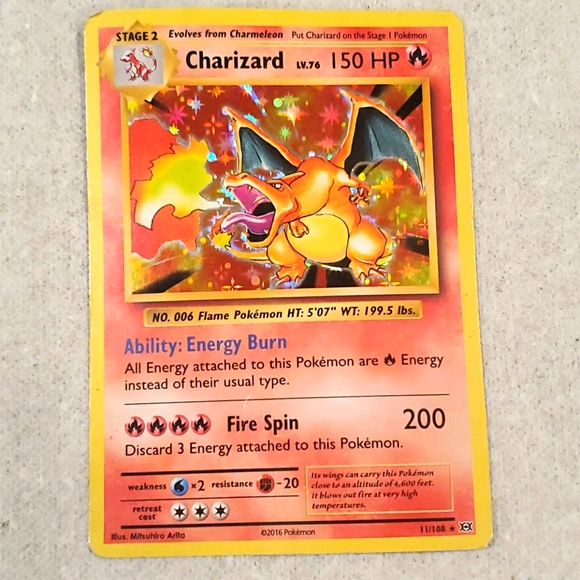 STAGE 2 Evolves from Charmeleon Put Charizard on the Stage 1 Pokémon
Charizard LV.76 150 HP
NO. 006 Flame Pokémon HT: 5'07" WT: 199.5 lbs.
Ability: Energy Burn
All Energy attached to this Pokémon are Energy
instead of their usual type.
Fire Spin 200
Discard 3 Energy attached to this Pokémon.
weakness ×2 resistance -20
retreat
cost
Its wings can carry this Pokémon
close to an altitude of 4,600 feet.
It blows out fire at very high
temperatures.
Illus. Mitsuhiro Arita
©2016 Pokémon
11/108